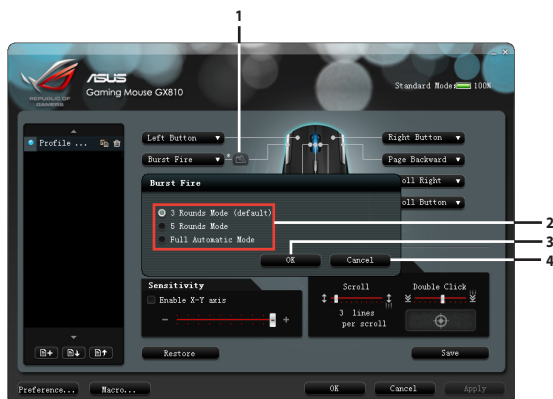 1
ASUS
Gaming Mouse GX810
REPUBLIC OF
GAMERS
Standard Mode: 100%
Profile ...
Left Button
Right Button
Burst Fire
Page Backward
oll Right
oll Button
Burst Fire
3 Rounds Mode (default)
5 Rounds Mode
Full Automatic Mode
OK
Cancel
2
3
4
Sensitivity
Enable X-Y axis
- +
Scroll
3 lines
per scroll
Double Click
Restore
Save
Preference...
Macro...
OK
Cancel
Apply